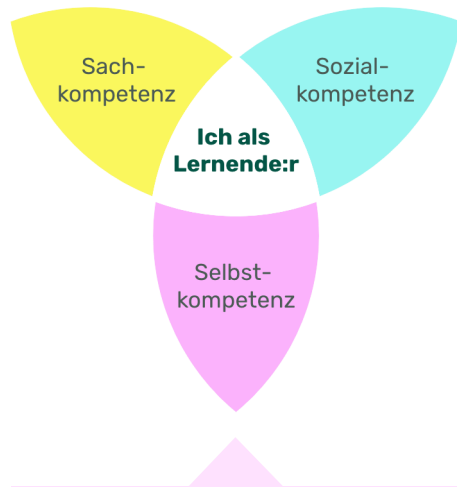 Sach-
kompetenz
Sozial-
kompetenz
Ich als
Lernende:r
Selbst-
kompetenz